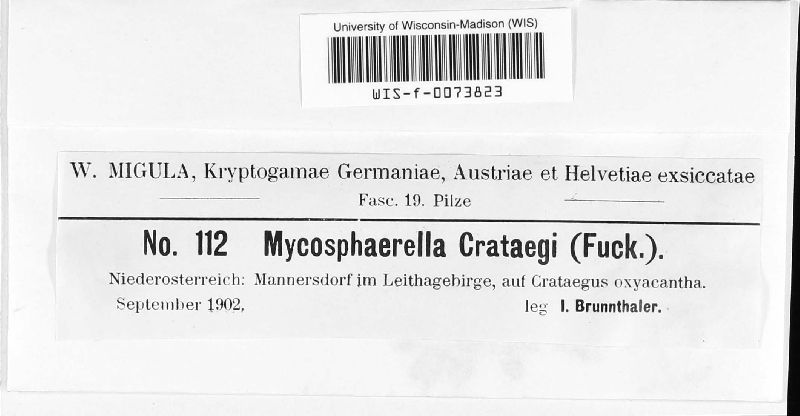 University of Wisconsin-Madison (WIS)
WIS-f-0073823
W. MIGULA, Kryptogamae Germaniae, Austriae et Helvetiae exsiccatae
Fasc. 19. Pilze
No. 112 Mycosphaerella Crataegi (Fuck.).
Niederosterreich: Mannersdorf im Leithagebirge, auf Crataegus oxyacantha.
September 1902, leg I. Brunnthaler.